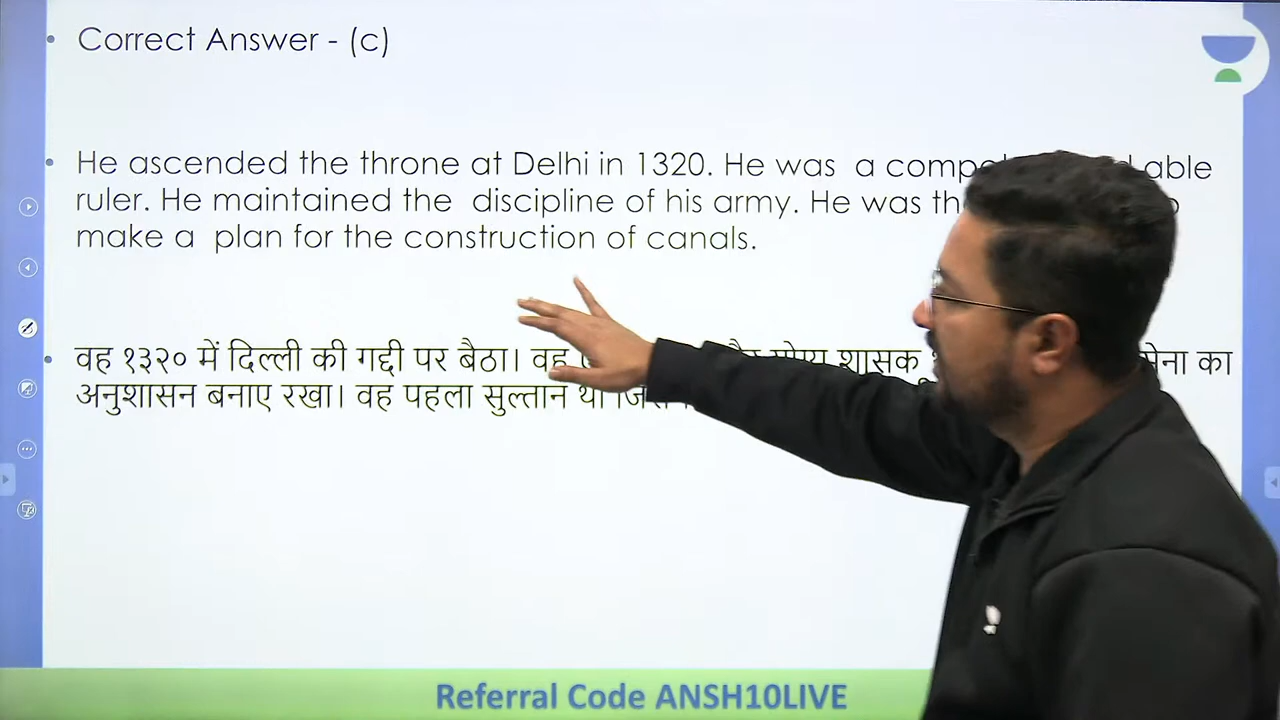 Correct Answer - (c)
He ascended the throne at Delhi in 1320. He was a able
ruler. He maintained the discipline of his army. He was
make a plan for the construction of canals.
वह १३२० में दिल्ली की गद्दी पर बैठा। वह शासक सेना का
अनुशासन बनाए रखा। वह पहला सुल्तान था
Referral Code ANSH10LIVE